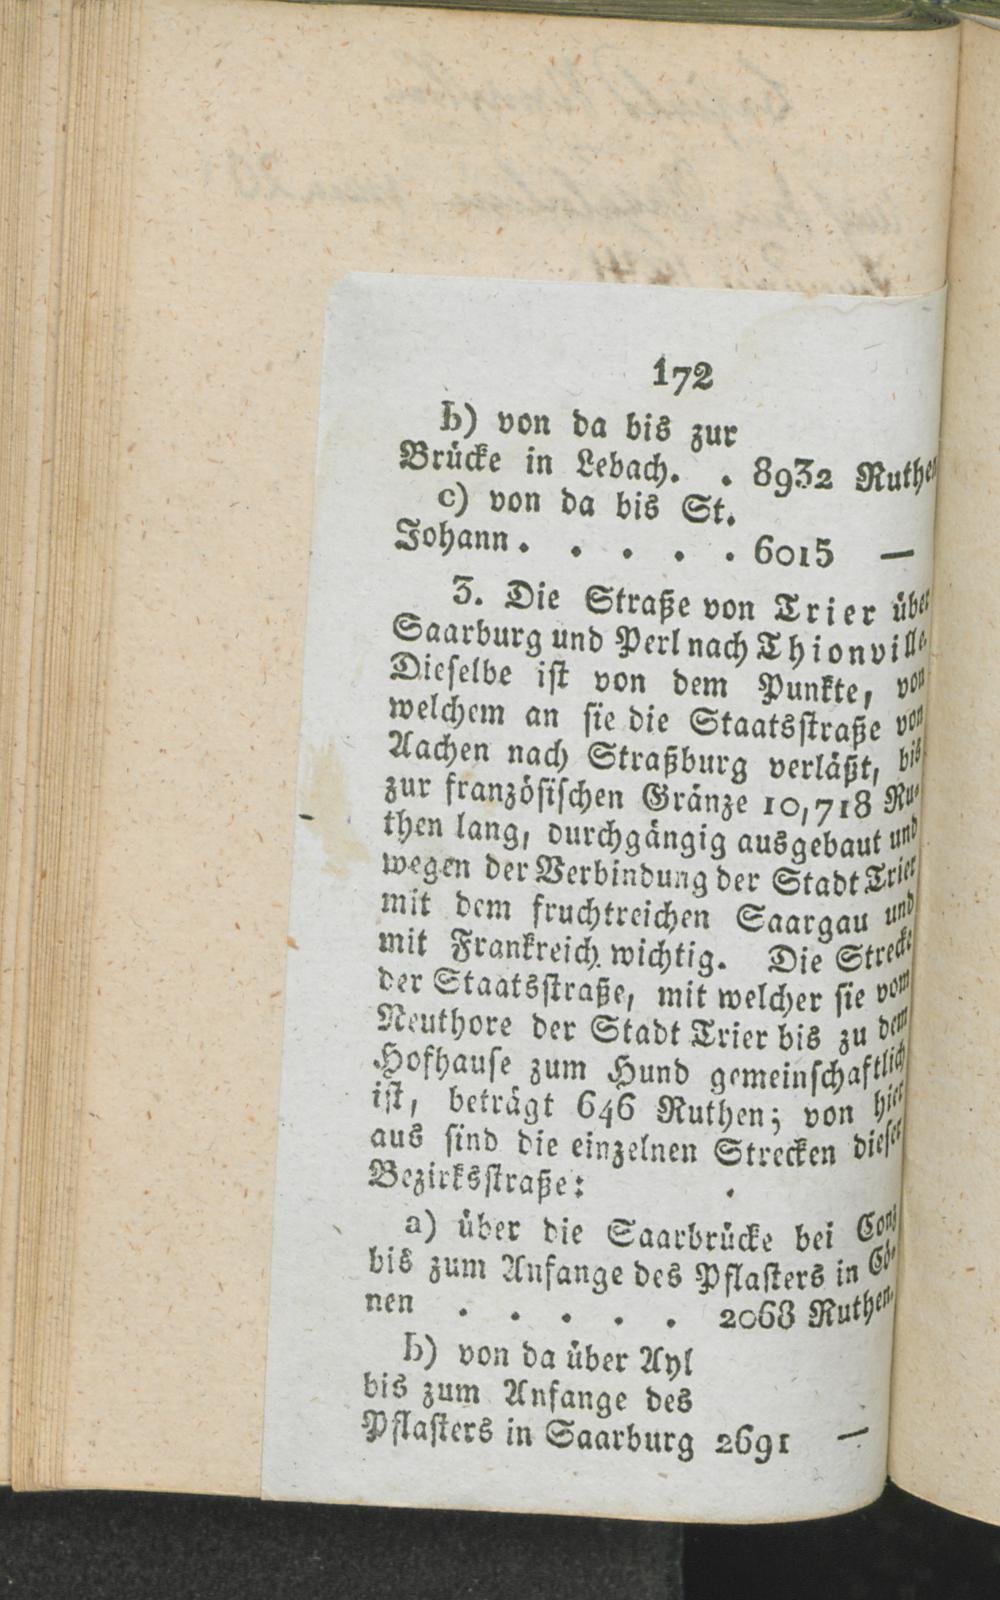 172
b) von da bis zur
Brücke in Lebach. . 8932 Ruthen
c) von da bis St.
Johann. . . . . 6015 —
3. Die Straße von Trier über
Saarburg und Perl nach Thionville.
Dieselbe ist von dem Punkte, von
welchem an sie die Staatsstraße von
Aachen nach Straßburg verläßt, bis
zur französischen Gränze 10,718 Ru-
then lang, durchgängig ausgebaut und
wegen der Verbindung der Stadt Trier
mit dem fruchtreichen Saargau und
mit Frankreich wichtig. Die Strecke
der Staatsstraße, mit welcher sie vom
Neuthore der Stadt Trier bis zu dem
Hofhause zum Hund gemeinschaftlich
ist, beträgt 646 Ruthen; von hier
aus sind die einzelnen Strecken dieser
Bezirksstraße:
a) über die Saarbrücke bei Conz
bis zum Anfange des Pflasters in Cö-
nen . . . . . 2068 Ruthen.
b) von da über Ayl
bis zum Anfange des
Pflasters in Saarburg 2691 —